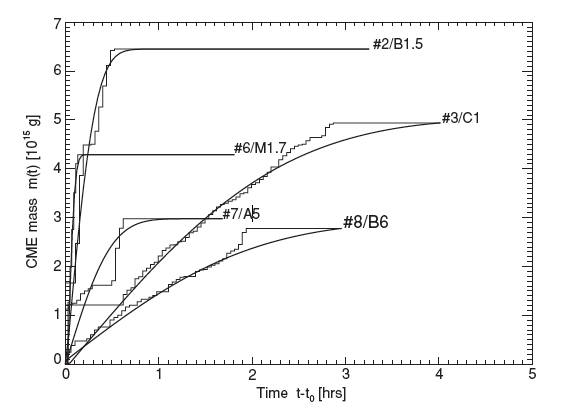 7
6
5
4
3
2
1
0
CME mass m(t) [10^15 g]
#2/B1.5
#3/C1
#6/M1.7
#7/A5
#8/B6
0 1 2 3 4 5
Time t-t_0 [hrs]